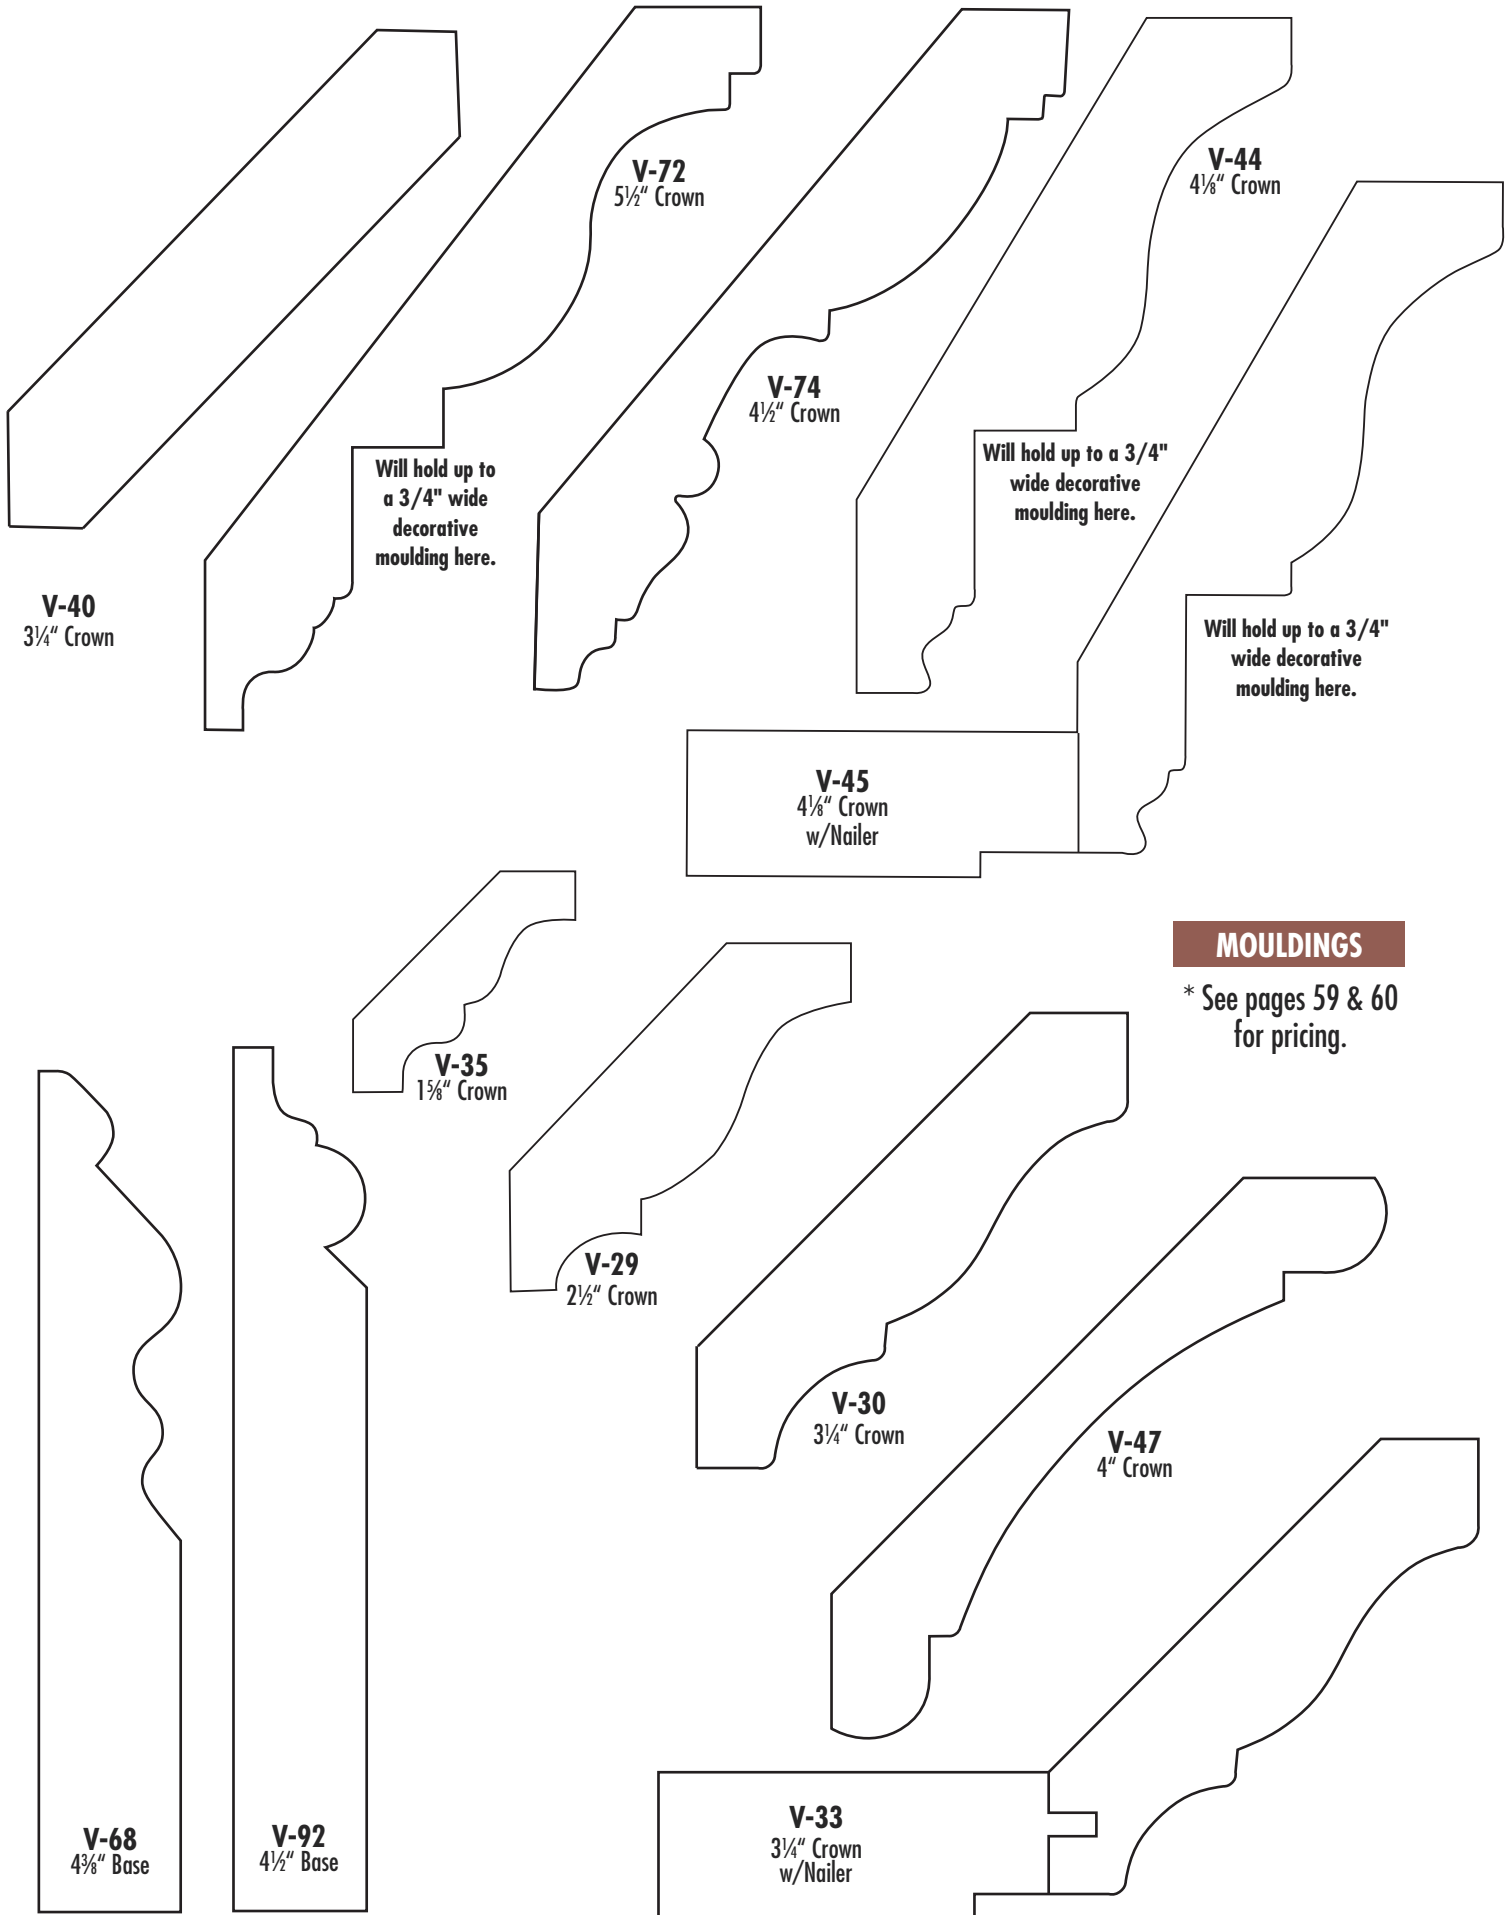 V-72
5½“ Crown
V-44
4⅛“ Crown
V-74
4½“ Crown
Will hold up to
a 3/4" wide
decorative
moulding here.
Will hold up to a 3/4"
wide decorative
moulding here.
V-40
3¼“ Crown
Will hold up to a 3/4"
wide decorative
moulding here.
V-45
4⅛“ Crown
w/Nailer
MOULDINGS
* See pages 59 & 60
for pricing.
V-35
1⅝“ Crown
V-29
2½“ Crown
V-30
3¼“ Crown
V-47
4“ Crown
V-68
4⅜“ Base
V-92
4½“ Base
V-33
3¼“ Crown
w/Nailer